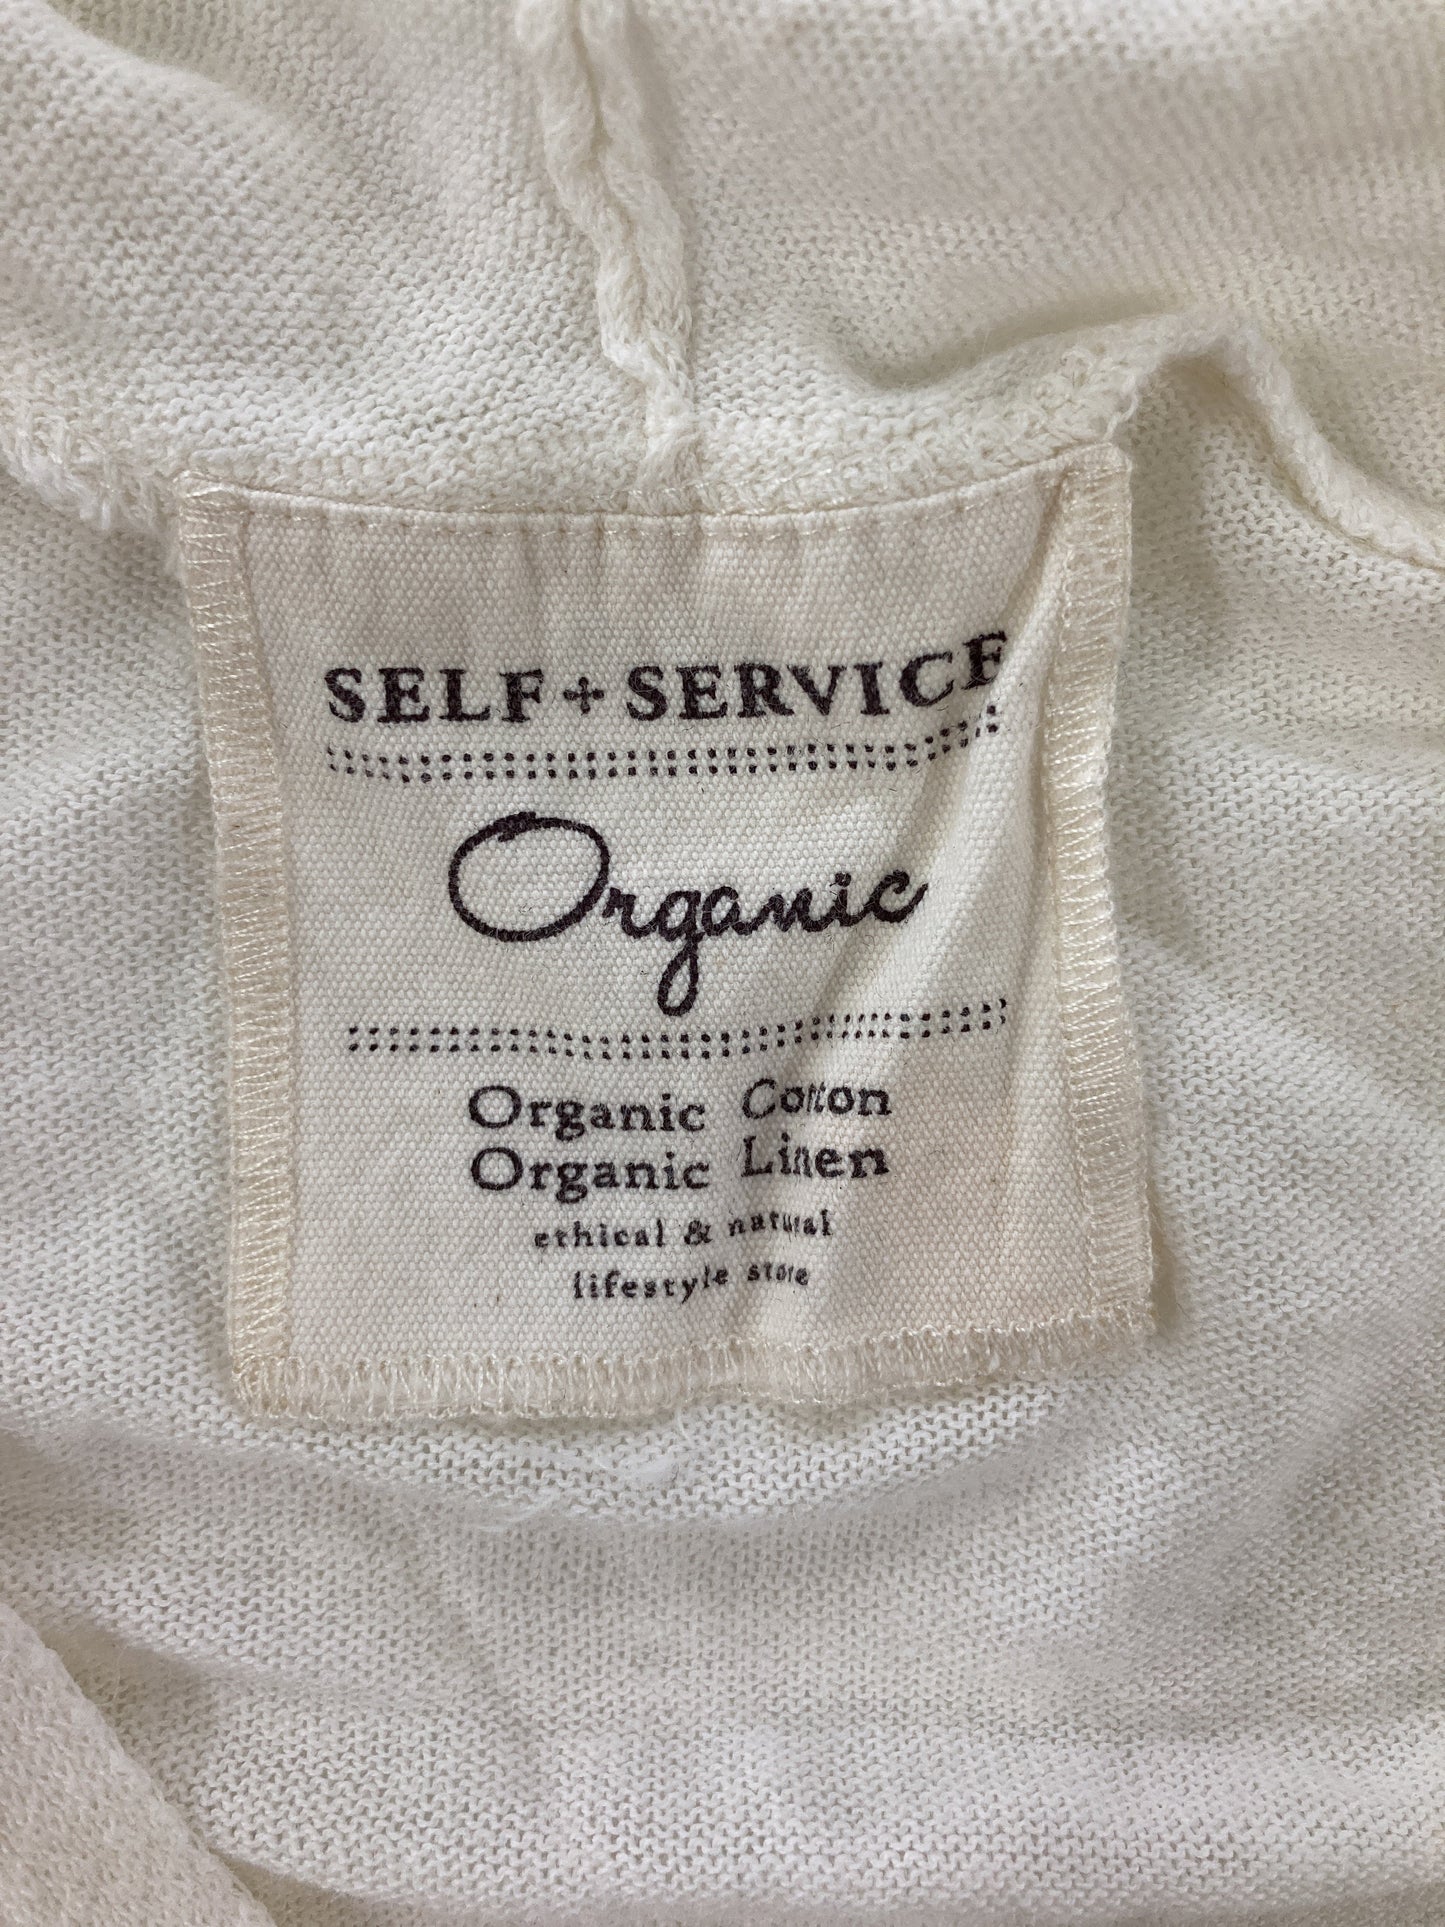 SELF+SERVICE
Organic
Organic Cotton
Organic Linen
ethical & natural
lifestyle store